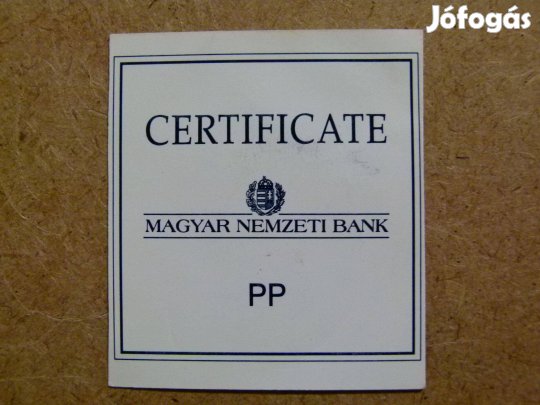 Jófogás
CERTIFICATE
MAGYAR NEMZETI BANK
PP